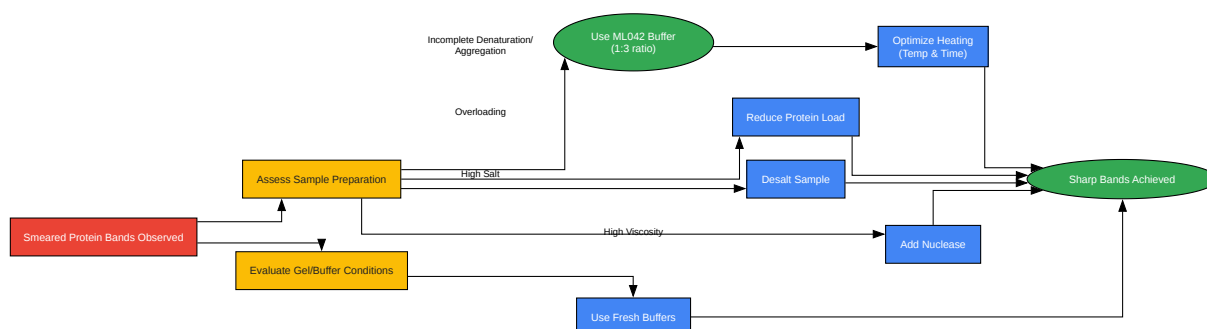 Incomplete Denaturation/
Aggregation
Use ML042 Buffer
(1:3 ratio)
Optimize Heating
(Temp & Time)
Overloading
Reduce Protein Load
Assess Sample Preparation
High Salt
Desalt Sample
Sharp Bands Achieved
Smeared Protein Bands Observed
High Viscosity
Add Nuclease
Evaluate Gel/Buffer Conditions
Use Fresh Buffers